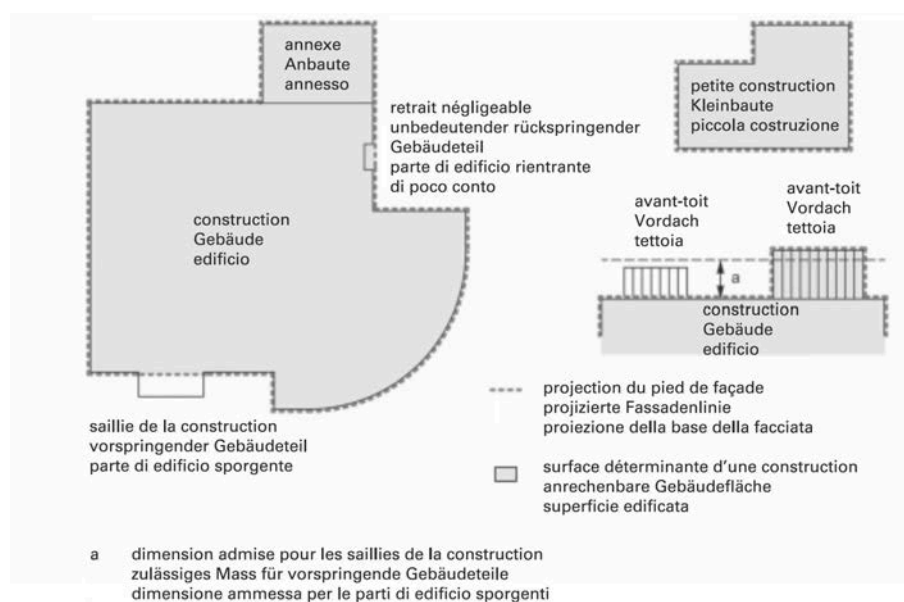 annexe
Anbaute
annesso
petite construction
Kleinbaute
piccola costruzione
retrait négligeable
unbedeutender rückspringender
Gebäudeteil
parte di edificio rientrante
di poco conto
construction
Gebäude
edificio
avant-toit
Vordach
tettoia
avant-toit
Vordach
tettoia
a
construction
Gebäude
edificio
saillie de la construction
vorspringender Gebäudeteil
parte di edificio sporgente
projection du pied de façade
projizierte Fassadenlinie
proiezione della base della facciata
surface déterminante d'une construction
anrechenbare Gebäudefläche
superficie edificata
a dimension admise pour les saillies de la construction
zulässiges Mass für vorspringende Gebäudeteile
dimensione ammessa per le parti di edificio sporgenti